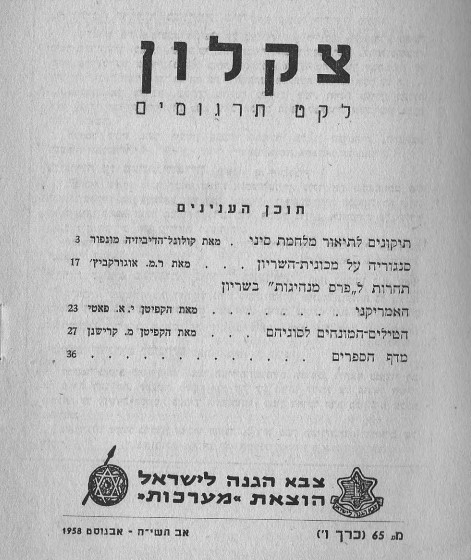 צקלון
לקט תרגומים
תוכן הענינים
תיקונים לתיאור מלחמת סיני . מאת קולונל־הדיביזיה מונפור 3
סנגוריה על מכונית־השריון . . . מאת ר.מ. אוגורקביץ׳ 17
תחרות ל„פרס מנהיגות" בשריון
האמריקני . . . . . . . . מאת הקפיטן י. א. פאטי 23
הטילים־המונחים לסוגיהם . . . מאת הקפיטן מ. קרישנן 27
מדף הספרים . . . . . . . . . . . . . 36
צבא הגנה לישראל
הוצאת »מערכות«
מס 65 (כרך ו') אב תשי"ח - אבגוסט 1958